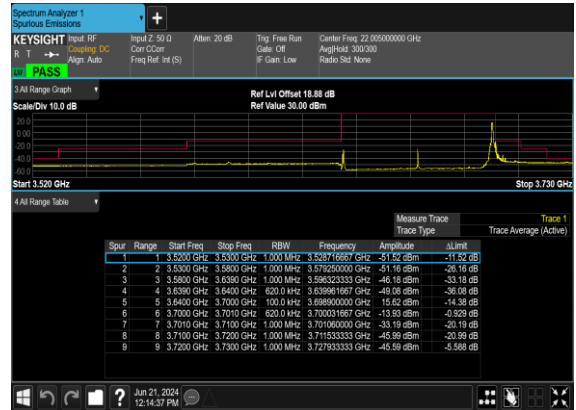 Spectrum Analyzer 1
Spurious Emissions
+
KEYSIGHT Input: RF Input Z: 50 Ω Atten: 20 dB Trig: Free Run Center Freq: 22.005000000 GHz
R T Coupling: DC Corr CCorr Gate: Off Avg|Hold: 300/300
Align: Auto Freq Ref: Int (S) IF Gain: Low Radio Std: None
PASS
3 All Range Graph
Ref Lvl Offset 18.88 dB
Scale/Div 10.0 dB Ref Value 30.00 dBm
20.0
0.00
-20.0
-40.0
-60.0
Start 3.520 GHz Stop 3.730 GHz
4 All Range Table
Measure Trace Trace 1
Trace Type Trace Average (Active)
Spur Range Start Freq Stop Freq RBW Frequency Amplitude ΔLimit
1 1 3.5200 GHz 3.5300 GHz 1.000 MHz 3.528716667 GHz -51.52 dBm -11.52 dB
2 2 3.5300 GHz 3.5800 GHz 1.000 MHz 3.579250000 GHz -51.16 dBm -26.16 dB
3 3 3.5800 GHz 3.6390 GHz 1.000 MHz 3.596323333 GHz -46.18 dBm -33.18 dB
4 4 3.6390 GHz 3.6400 GHz 620.0 kHz 3.639961667 GHz -49.08 dBm -36.08 dB
5 5 3.6400 GHz 3.7000 GHz 100.0 kHz 3.698900000 GHz 15.62 dBm -14.38 dB
6 6 3.7000 GHz 3.7010 GHz 620.0 kHz 3.700031667 GHz -13.93 dBm -0.929 dB
7 7 3.7010 GHz 3.7100 GHz 1.000 MHz 3.701060000 GHz -33.19 dBm -20.19 dB
8 8 3.7100 GHz 3.7200 GHz 1.000 MHz 3.711533333 GHz -45.99 dBm -20.99 dB
9 9 3.7200 GHz 3.7300 GHz 1.000 MHz 3.727933333 GHz -45.59 dBm -5.588 dB
? Jun 21, 2024
12:14:37 PM